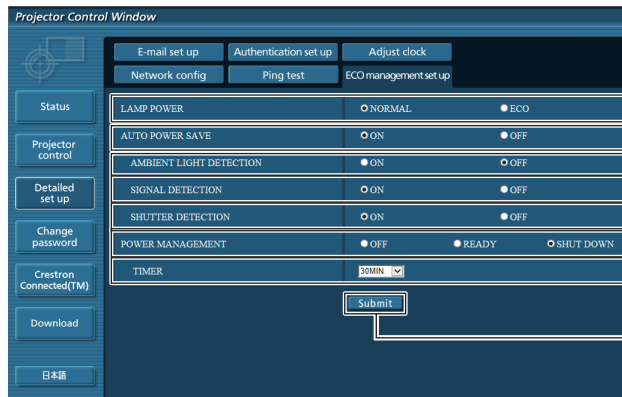 Projector Control Window
E-mail set up Authentication set up Adjust clock
Network config Ping test ECO management set up
Status
Projector control
Detailed set up
Change password
Crestron Connected(TM)
Download
日本語
LAMP POWER NORMAL ECO
AUTO POWER SAVE ON OFF
AMBIENT LIGHT DETECTION ON OFF
SIGNAL DETECTION ON OFF
SHUTTER DETECTION ON OFF
POWER MANAGEMENT OFF READY SHUT DOWN
TIMER 30MIN.
Submit